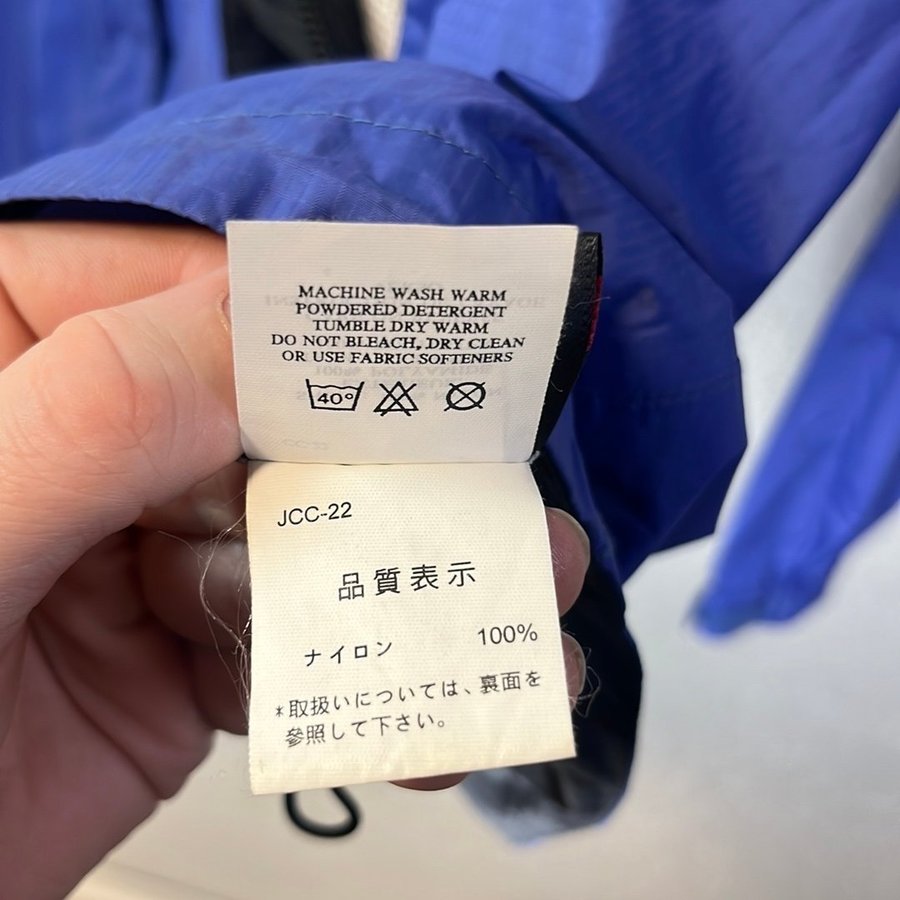 MACHINE WASH WARM
POWDERED DETERGENT
TUMBLE DRY WARM
DO NOT BLEACH, DRY CLEAN
OR USE FABRIC SOFTENERS
40°
JCC-22
品質表示
ナイロン 100%
*取扱いについては、裏面を
參照して下さい。